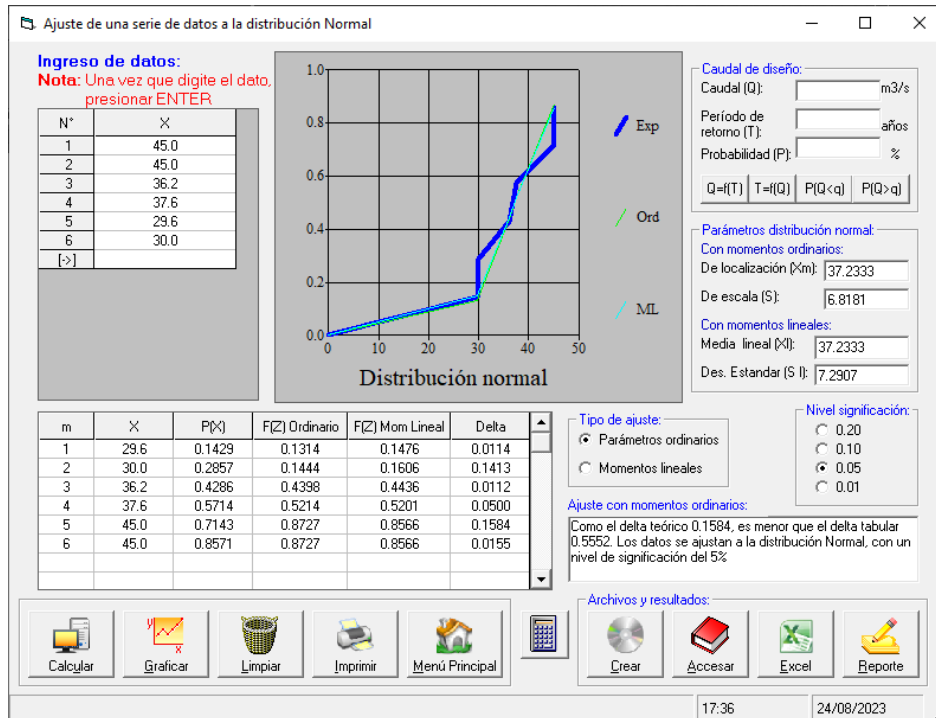 Ajuste de una serie de datos a la distribución Normal
Ingreso de datos:
Nota: Una vez que digite el dato,
presionar ENTER
N° X
1 45.0
2 45.0
3 36.2
4 37.6
5 29.6
6 30.0
[->]
1.0
0.8
0.6
0.4
0.2
0.0
0 10 20 30 40 50
Distribución normal
Exp
Ord
ML
Caudal de diseño:
Caudal (Q): m3/s
Período de
retorno (T): años
Probabilidad (P): %
Q=f(T) T=f(Q) P(Q<q) P(Q>q)
Parámetros distribución normal:
Con momentos ordinarios:
De localización (Xm): 37.2333
De escala (S): 6.8181
Con momentos lineales:
Media lineal (Xl): 37.2333
Des. Estandar (S l): 7.2907
m X P(X) F(Z) Ordinario F(Z) Mom Lineal Delta
1 29.6 0.1429 0.1314 0.1476 0.0114
2 30.0 0.2857 0.1444 0.1606 0.1413
3 36.2 0.4286 0.4398 0.4436 0.0112
4 37.6 0.5714 0.5214 0.5201 0.0500
5 45.0 0.7143 0.8727 0.8566 0.1584
6 45.0 0.8571 0.8727 0.8566 0.0155
Tipo de ajuste:
Parámetros ordinarios
Momentos lineales
Nivel significación:
0.20
0.10
0.05
0.01
Ajuste con momentos ordinarios:
Como el delta teórico 0.1584, es menor que el delta tabular
0.5552. Los datos se ajustan a la distribución Normal, con un
nivel de significación del 5%
Calcular
Graficar
Limpiar
Imprimir
Menú Principal
Archivos y resultados:
Crear
Accesar
Excel
Reporte
17:36 24/08/2023